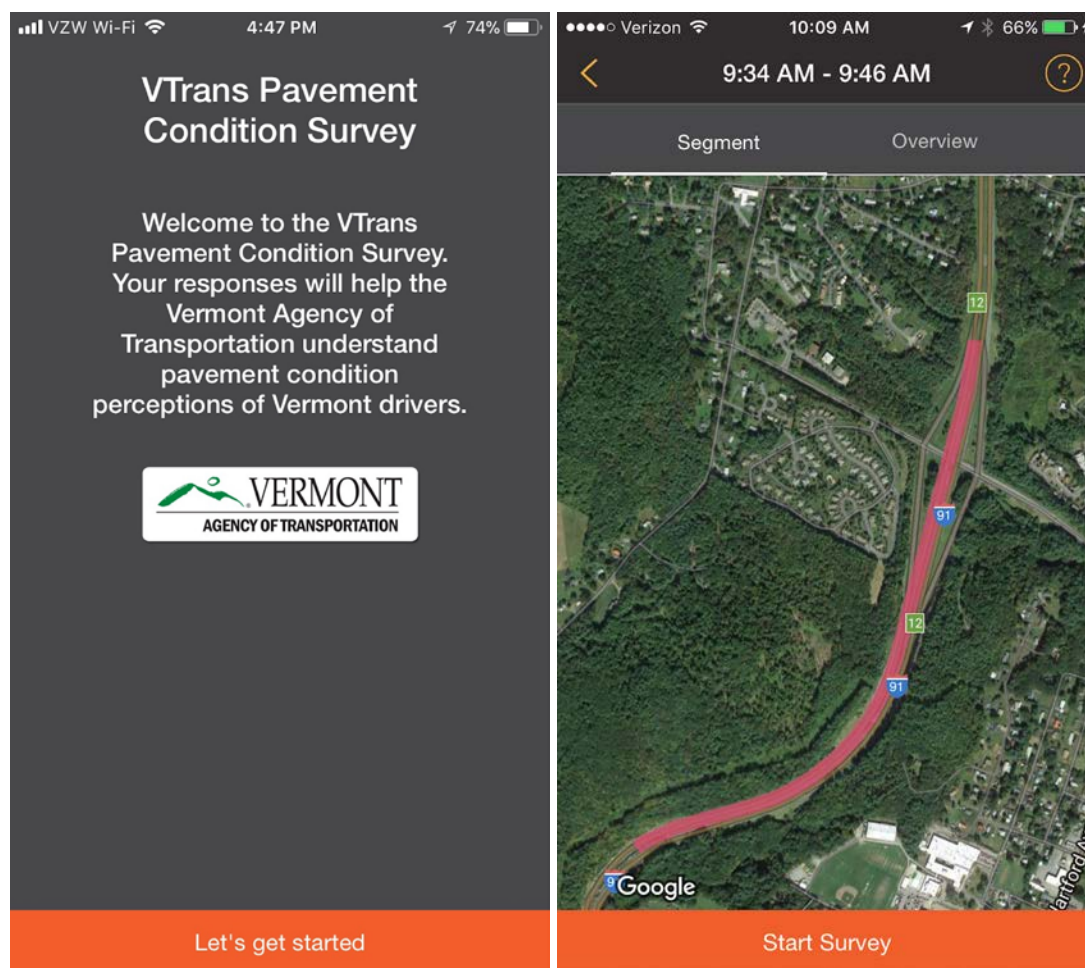 VZW Wi-Fi 4:47 PM 74%
VTrans Pavement
Condition Survey
Welcome to the VTrans
Pavement Condition Survey.
Your responses will help the
Vermont Agency of
Transportation understand
pavement condition
perceptions of Vermont drivers.
VERMONT
AGENCY OF TRANSPORTATION
Let's get started
Verizon 10:09 AM 66%
9:34 AM - 9:46 AM ?
Segment Overview
12
91
12
91
9
Google
Start Survey